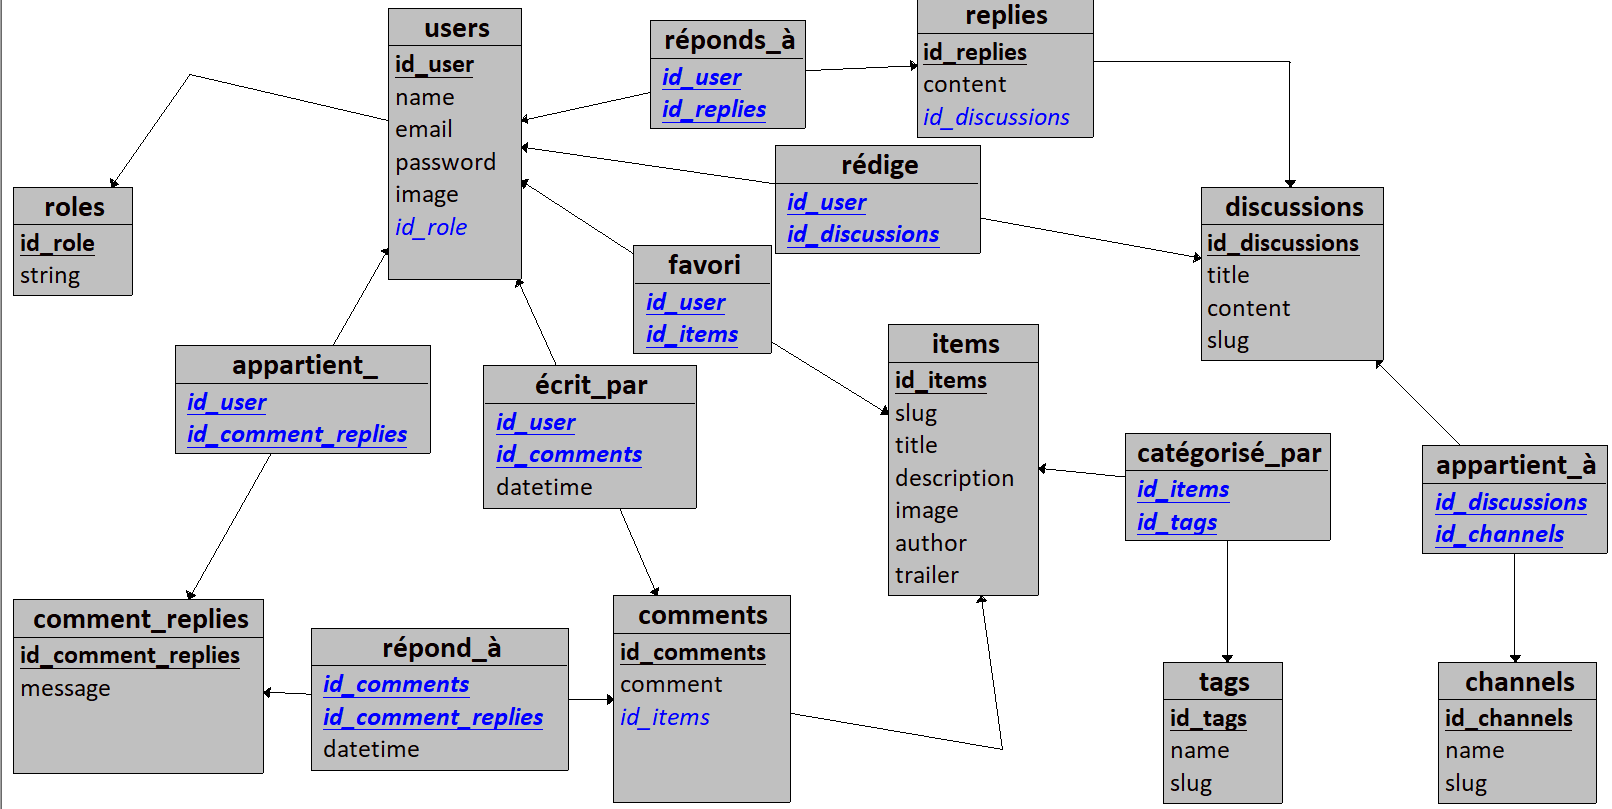 users
id_user
name
email
password
image
id_role
réponds_à
id_user
id_replies
replies
id_replies
content
id_discussions
roles
id_role
string
rédige
id_user
id_discussions
discussions
id_discussions
title
content
slug
favori
id_user
id_items
appartient_
id_user
id_comment_replies
écrit_par
id_user
id_comments
datetime
items
id_items
slug
title
description
image
author
trailer
catégorisé_par
id_items
id_tags
appartient_à
id_discussions
id_channels
comment_replies
id_comment_replies
message
répond_à
id_comments
id_comment_replies
datetime
comments
id_comments
comment
id_items
tags
id_tags
name
slug
channels
id_channels
name
slug